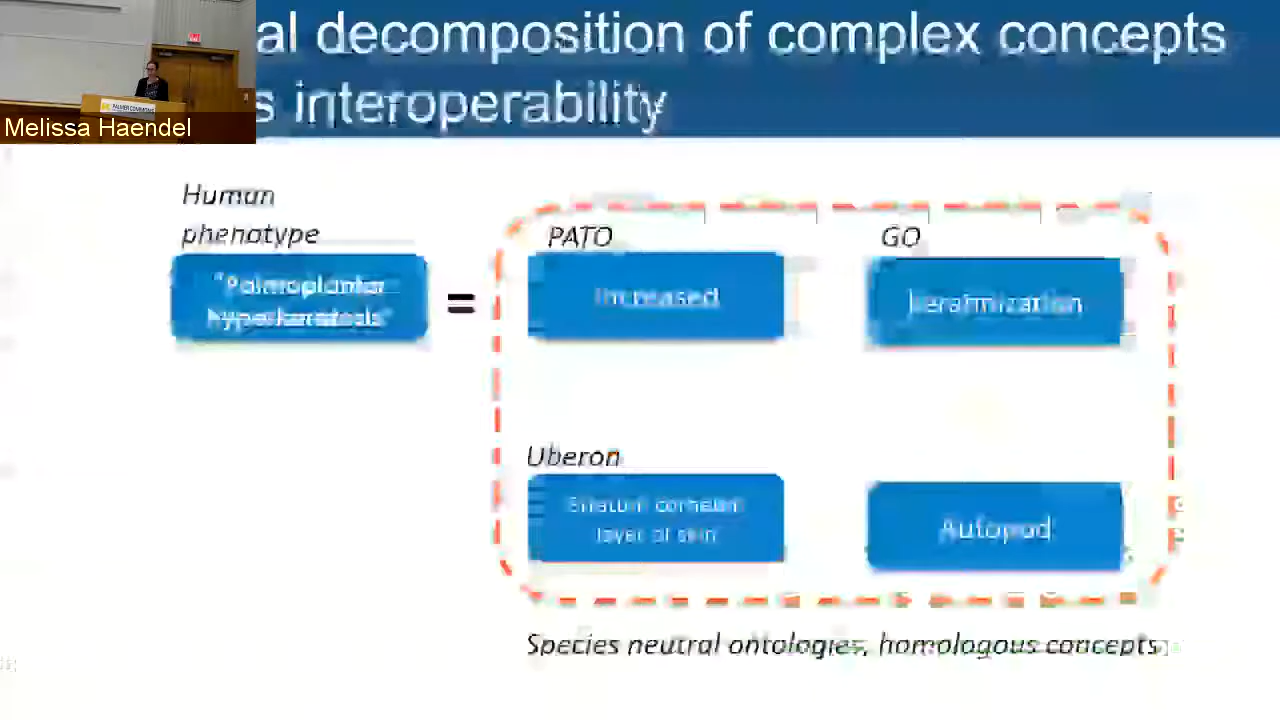 al decomposition of complex concepts
s interoperability
Melissa Haendel
Human
phenotype
"Palmoplantar
hyperkeratosis"
=
PATO
GO
Increased
keratinization
Uberon
Stratum corneum
layer of skin
Autopod
Species neutral ontologies, homologous concepts